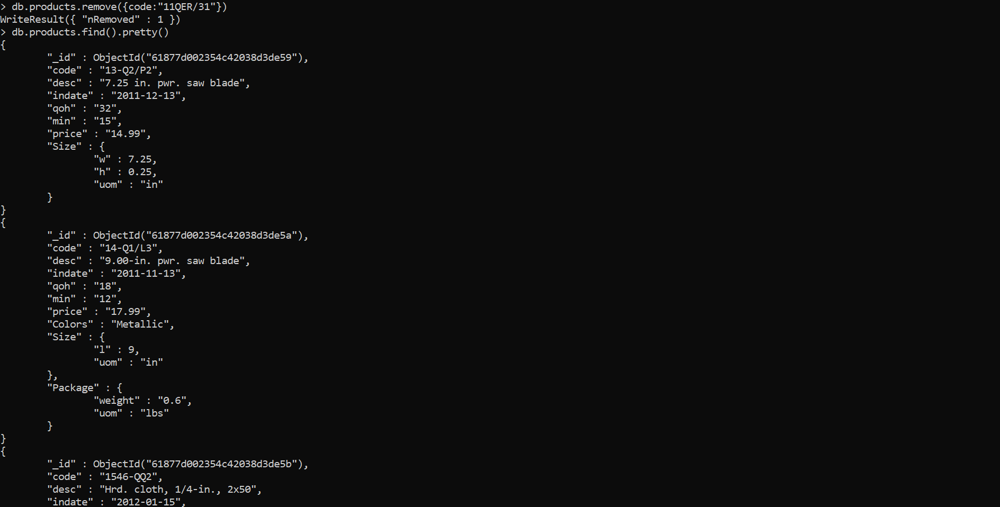 > db.products.remove({code:"11QER/31"})
WriteResult({ "nRemoved" : 1 })
> db.products.find().pretty()
{
        "_id" : ObjectId("61877d002354c42038d3de59"),
        "code" : "13-Q2/P2",
        "desc" : "7.25 in. pwr. saw blade",
        "indate" : "2011-12-13",
        "qoh" : "32",
        "min" : "15",
        "price" : "14.99",
        "Size" : {
                "w" : 7.25,
                "h" : 0.25,
                "uom" : "in"
        }
}
{
        "_id" : ObjectId("61877d002354c42038d3de5a"),
        "code" : "14-Q1/L3",
        "desc" : "9.00-in. pwr. saw blade",
        "indate" : "2011-11-13",
        "qoh" : "18",
        "min" : "12",
        "price" : "17.99",
        "Colors" : "Metallic",
        "Size" : {
                "l" : 9,
                "uom" : "in"
        },
        "Package" : {
                "weight" : "0.6",
                "uom" : "lbs"
        }
}
{
        "_id" : ObjectId("61877d002354c42038d3de5b"),
        "code" : "1546-QQ2",
        "desc" : "Hrd. cloth, 1/4-in., 2x50",
        "indate" : "2012-01-15",